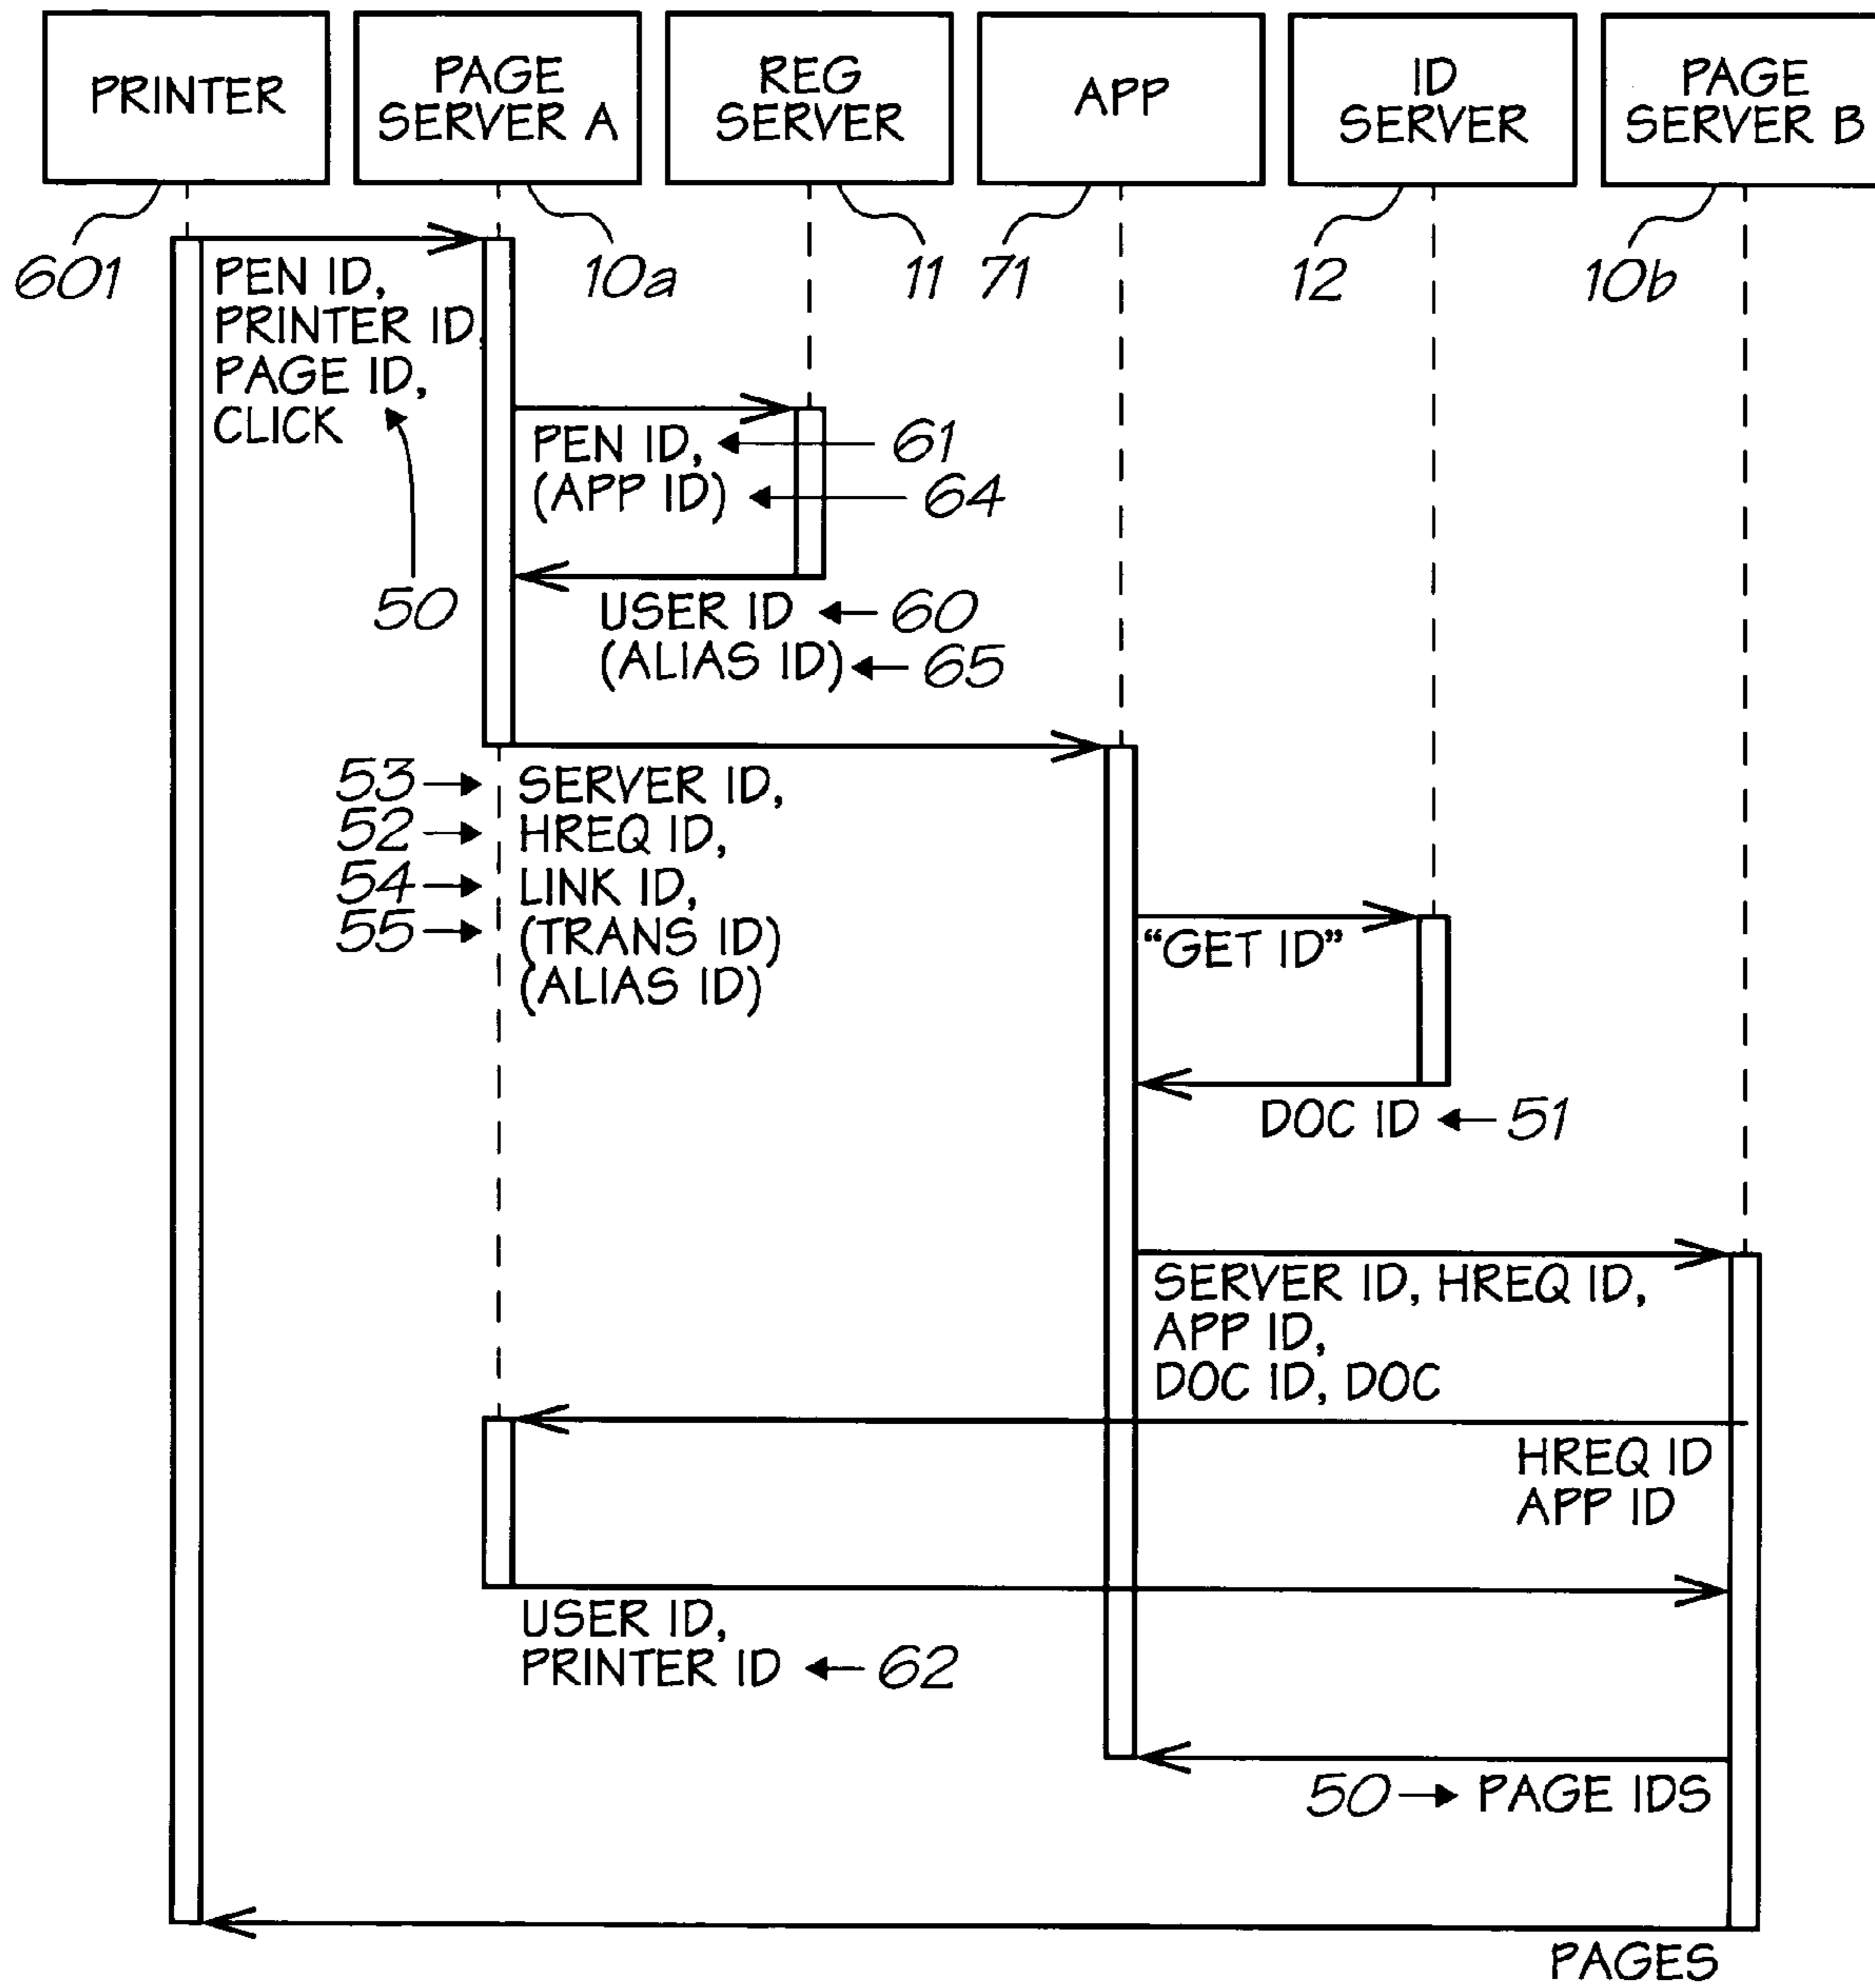 PRINTER
PAGE
SERVER A
REG
SERVER
APP
ID
SERVER
PAGE
SERVER B
601
10a
11
71
12
10b
PEN ID,
PRINTER ID,
PAGE ID,
CLICK
50
PEN ID,
(APP ID)
61
64
USER ID
(ALIAS ID)
60
65
53
52
54
55
SERVER ID,
HREQ ID,
LINK ID,
(TRANS ID)
(ALIAS ID)
“GET ID”
DOC ID
51
SERVER ID, HREQ ID,
APP ID,
DOC ID, DOC
HREQ ID
APP ID
USER ID,
PRINTER ID
62
50
PAGE IDS
PAGES